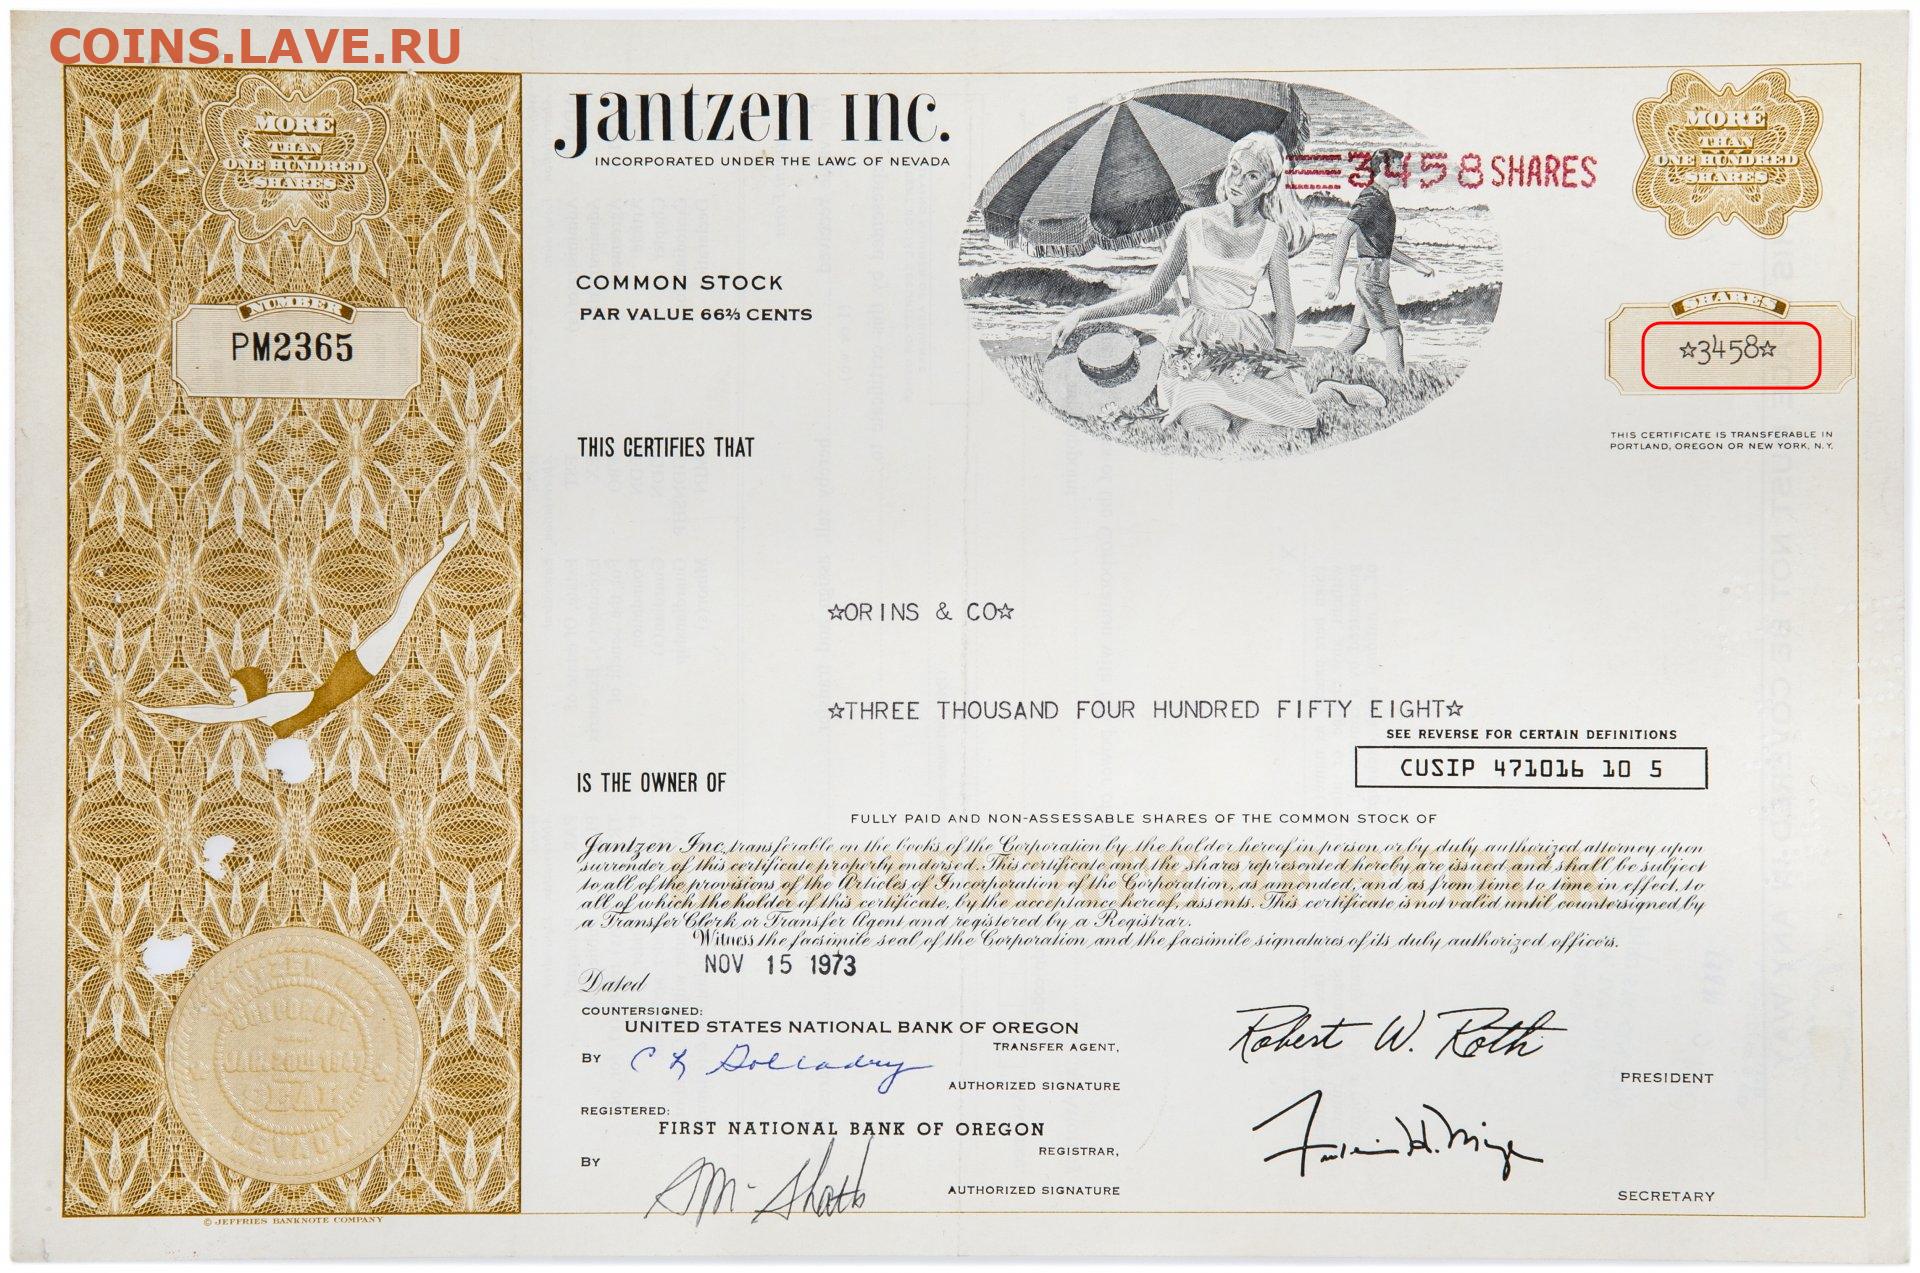 COINS.LAVE.RU
MORE
THAN
ONE HUNDRED
SHARES
Jantzen Inc.
INCORPORATED UNDER THE LAWS OF NEVADA
3458 SHARES
MORE
THAN
ONE HUNDRED
SHARES
COMMON STOCK
PAR VALUE 66⅔ CENTS
NUMBER
PM2365
SHARES
☆3458☆
THIS CERTIFICATE IS TRANSFERABLE IN
PORTLAND, OREGON OR NEW YORK, N.Y.
THIS CERTIFIES THAT
☆ORINS & CO☆
☆THREE THOUSAND FOUR HUNDRED FIFTY EIGHT☆
SEE REVERSE FOR CERTAIN DEFINITIONS
CUSIP 471016 10 5
IS THE OWNER OF
FULLY PAID AND NON-ASSESSABLE SHARES OF THE COMMON STOCK OF
Jantzen Inc., transferable on the books of the Corporation by the holder hereof in person or by duly authorized attorney upon
surrender of this certificate properly endorsed. This certificate and the shares represented hereby are issued and shall be subject
to all of the provisions of the Articles of Incorporation of the Corporation, as amended, and as from time to time in effect, to
all of which the holder of this certificate, by the acceptance hereof, assents. This certificate is not valid until countersigned by
a Transfer Clerk or Transfer Agent and registered by a Registrar.
Witness the facsimile seal of the Corporation and the facsimile signatures of its duly authorized officers.
NOV 15 1973
Dated
COUNTERSIGNED:
UNITED STATES NATIONAL BANK OF OREGON
TRANSFER AGENT,
BY
AUTHORIZED SIGNATURE
Robert W. Roth
PRESIDENT
REGISTERED:
FIRST NATIONAL BANK OF OREGON
REGISTRAR,
BY
AUTHORIZED SIGNATURE
SECRETARY
JANTZEN INC.
CORPORATE
SEAL
NEVADA
© JEFFRIES BANKNOTE COMPANY